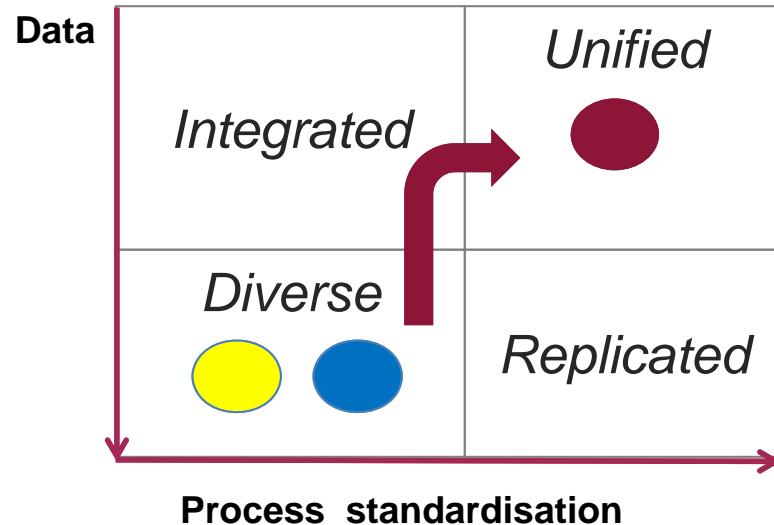 Data
Unified
Integrated
Diverse
Replicated
Process standardisation